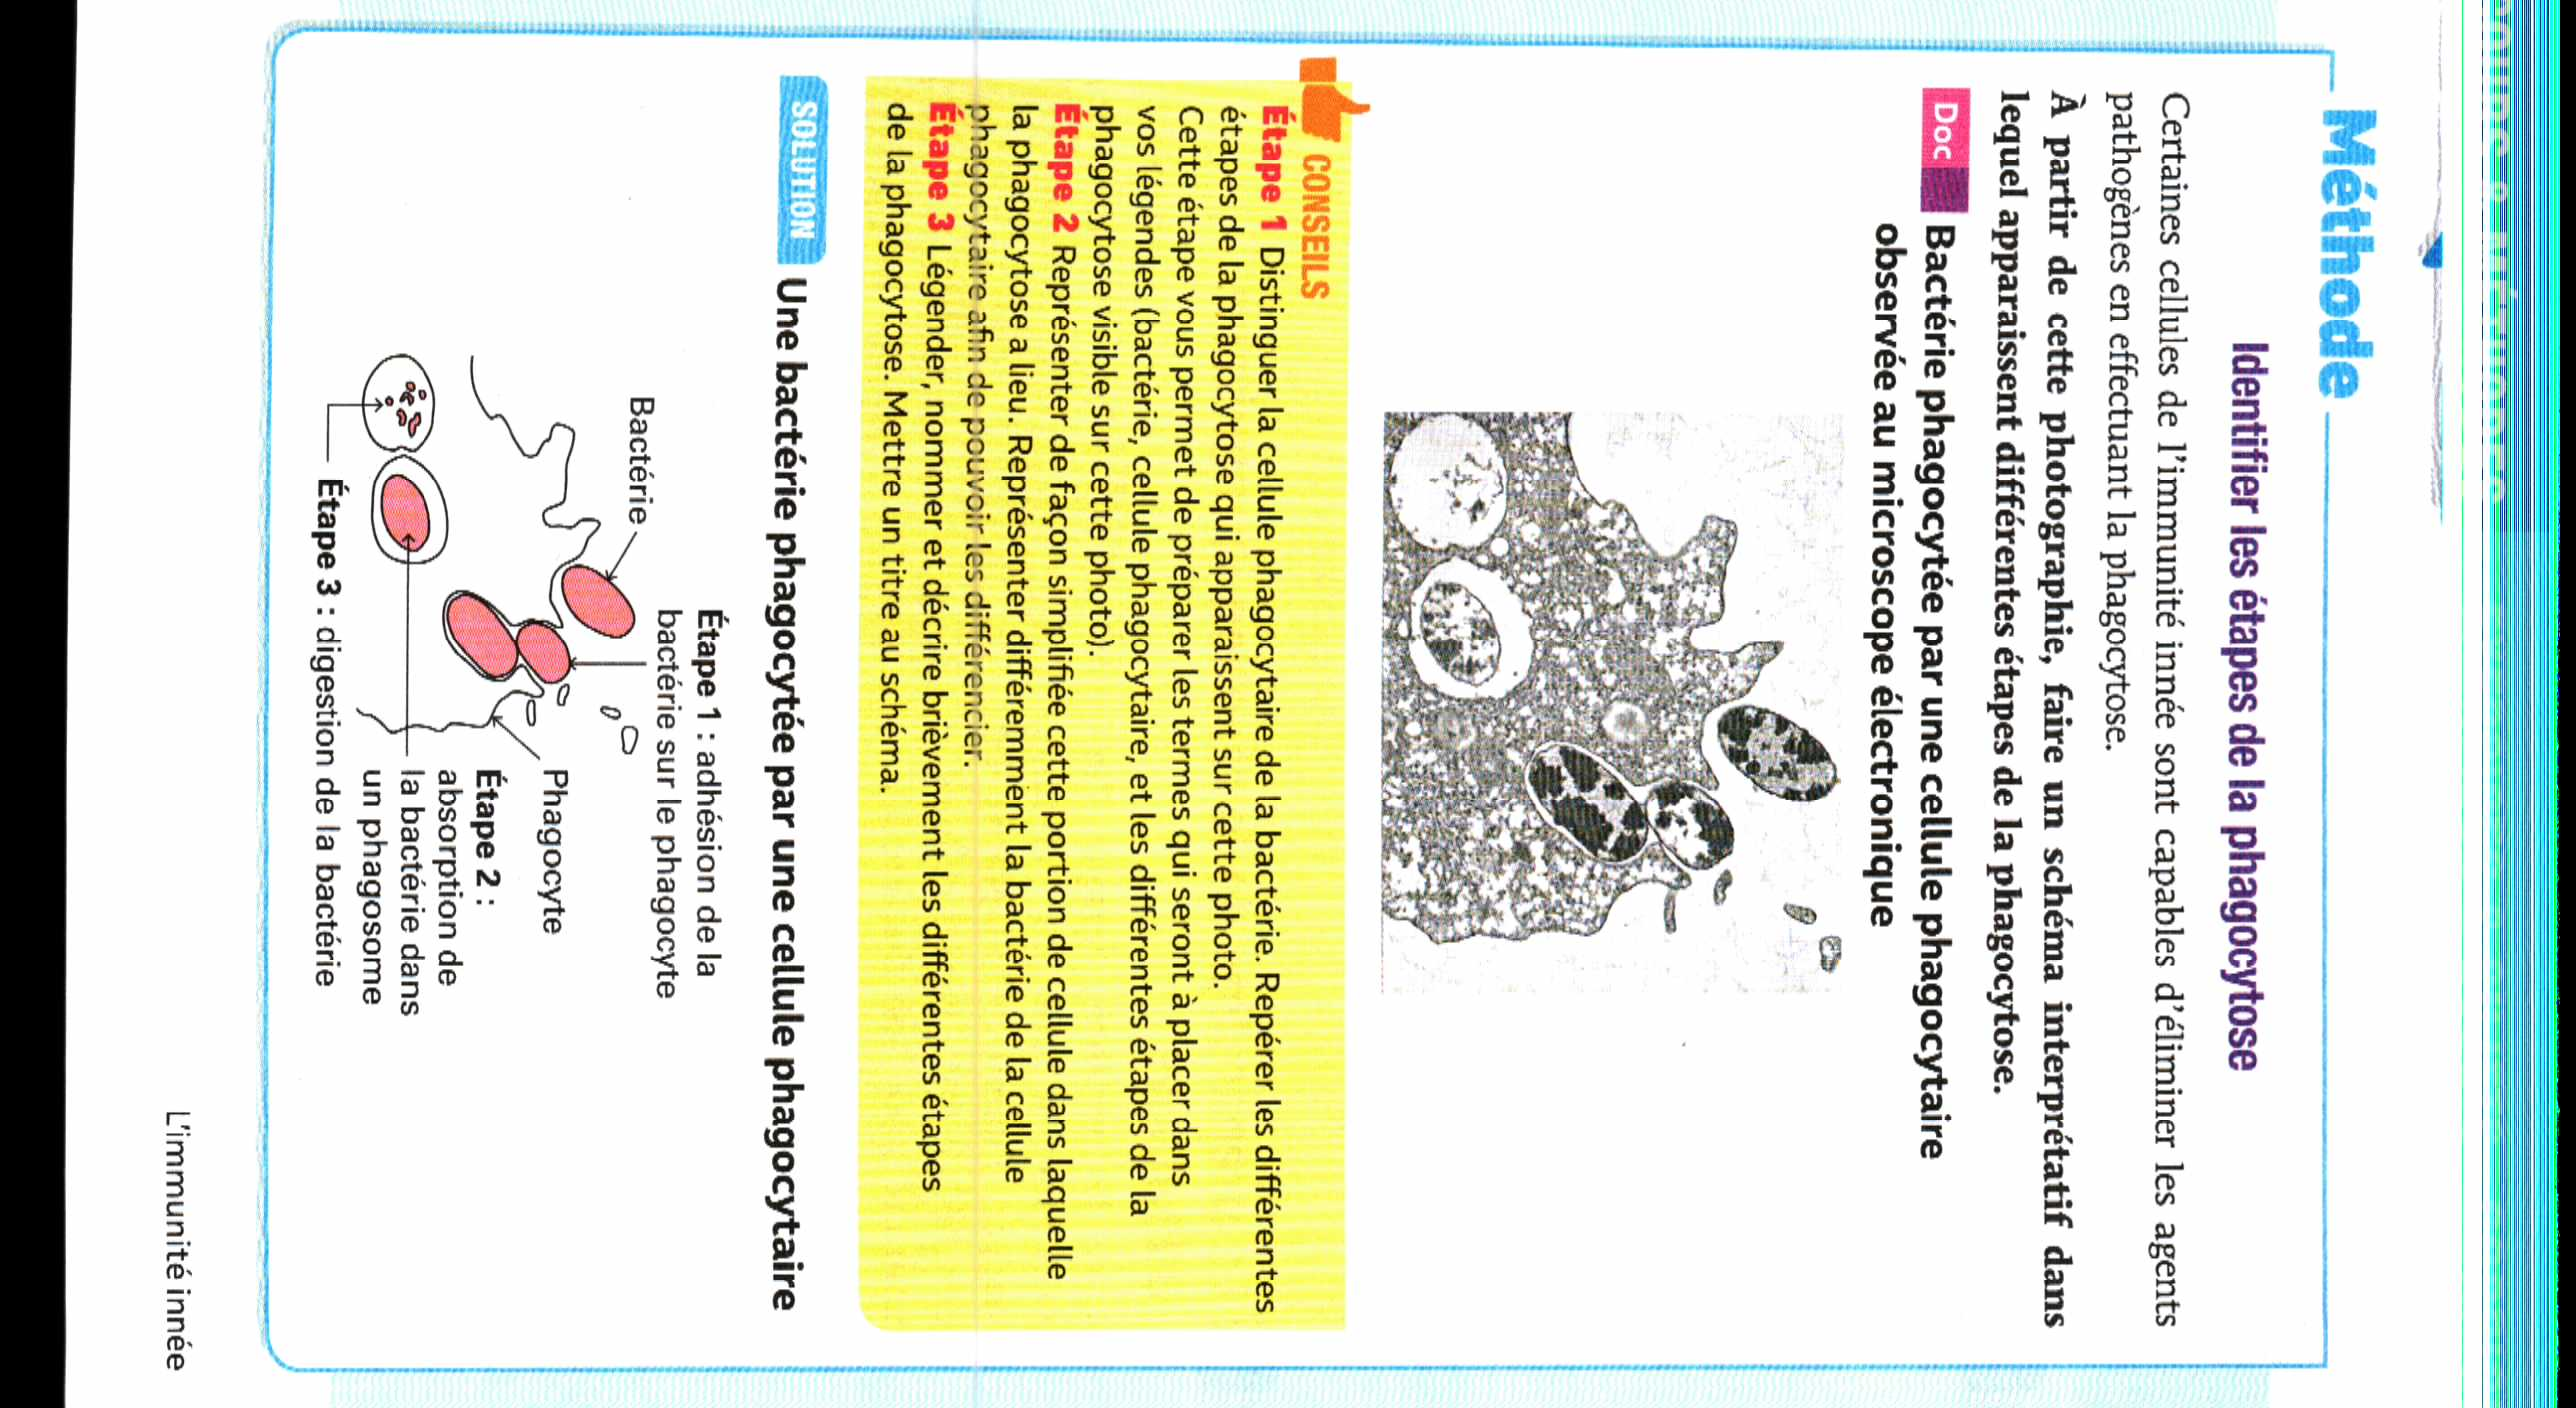 Méthode
Identifier les étapes de la phagocytose
Certaines cellules de l'immunité innée sont capables d'éliminer les agents
pathogènes en effectuant la phagocytose.
À partir de cette photographie, faire un schéma interprétatif dans
lequel apparaissent différentes étapes de la phagocytose.
Doc
Bactérie phagocytée par une cellule phagocytaire
observée au microscope électronique
CONSEILS
Étape 1 Distinguer la cellule phagocytaire de la bactérie. Repérer les différentes
étapes de la phagocytose qui apparaissent sur cette photo.
Cette étape vous permet de préparer les termes qui seront à placer dans
vos légendes (bactérie, cellule phagocytaire, et les différentes étapes de la
phagocytose visible sur cette photo).
Étape 2 Représenter de façon simplifiée cette portion de cellule dans laquelle
la phagocytose a lieu. Représenter différemment la bactérie de la cellule
phagocytaire afin de pouvoir les différencier.
Étape 3 Légender, nommer et décrire brièvement les différentes étapes
de la phagocytose. Mettre un titre au schéma.
SOLUTION
Une bactérie phagocytée par une cellule phagocytaire
Étape 1 : adhésion de la
bactérie sur le phagocyte
Bactérie
Phagocyte
Étape 2 :
absorption de
la bactérie dans
un phagosome
Étape 3 : digestion de la bactérie
L'immunité innée